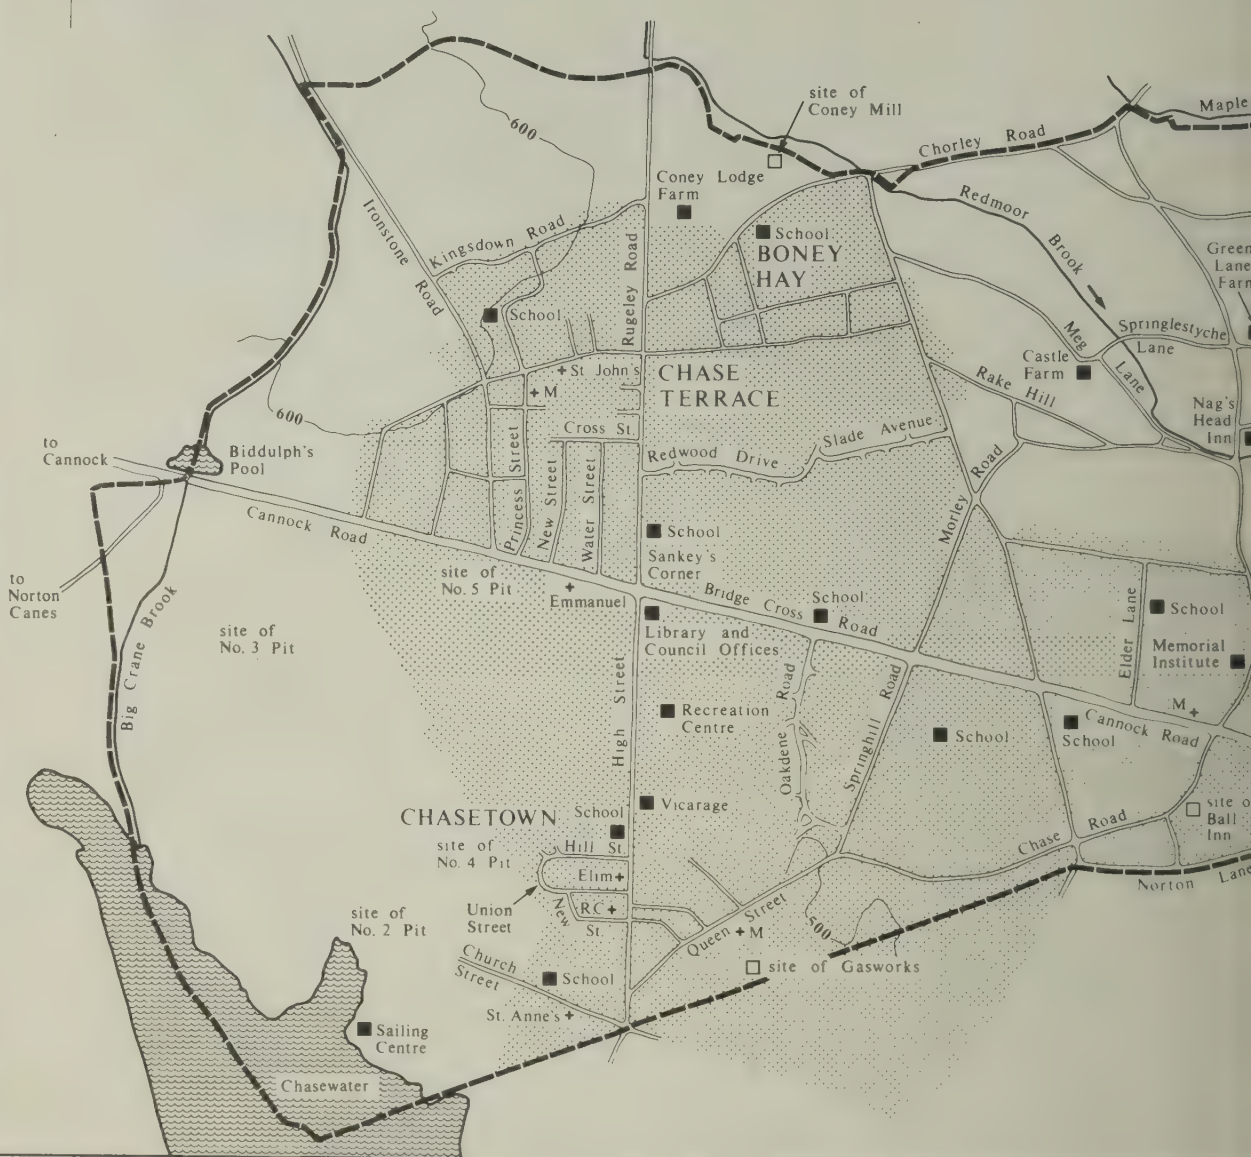 site of
Coney Mill
Maple
Chorley Road
600
Coney Lodge
Farm
Redmoor
Brook
Ironstone
Road
Kingsdown Road
Rugeley Road
School
BONEY
HAY
Green
Lane
Farm
School
Meg
Lane
Springlestyche
Lane
St John's
M
CHASE
TERRACE
Castle
Farm
Rake Hill
Nag's
Head
Inn
600
to
Cannock
Biddulph's
Pool
Cross St.
Redwood Drive
Slade Avenue
Princess Street
New Street
Water Street
Cannock Road
Morley Road
School
Sankey's
Corner
site of
No. 5 Pit
Emmanuel
Bridge Cross Road
School
to
Norton
Canes
Big Crane Brook
site of
No. 3 Pit
Library and
Council Offices
Elder Lane
School
Memorial
Institute
High Street
Recreation
Centre
Oakdene Road
Springhill Road
School
School
M
Cannock Road
CHASETOWN
School
Vicarage
site of
No. 4 Pit
Hill St.
Elim
Chase Road
site o
Ball
Inn
Norton Lane
Union
Street
New
St.
RC
Queen Street
M
500
site of
No. 2 Pit
Church
Street
School
site of Gasworks
St. Anne's
Sailing
Centre
Chasewater